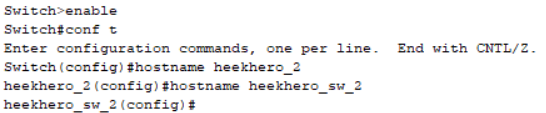 Switch>enable
Switch#conf t
Enter configuration commands, one per line.  End with CNTL/Z.
Switch(config)#hostname heekhero_2
heekhero_2(config)#hostname heekhero_sw_2
heekhero_sw_2(config)#